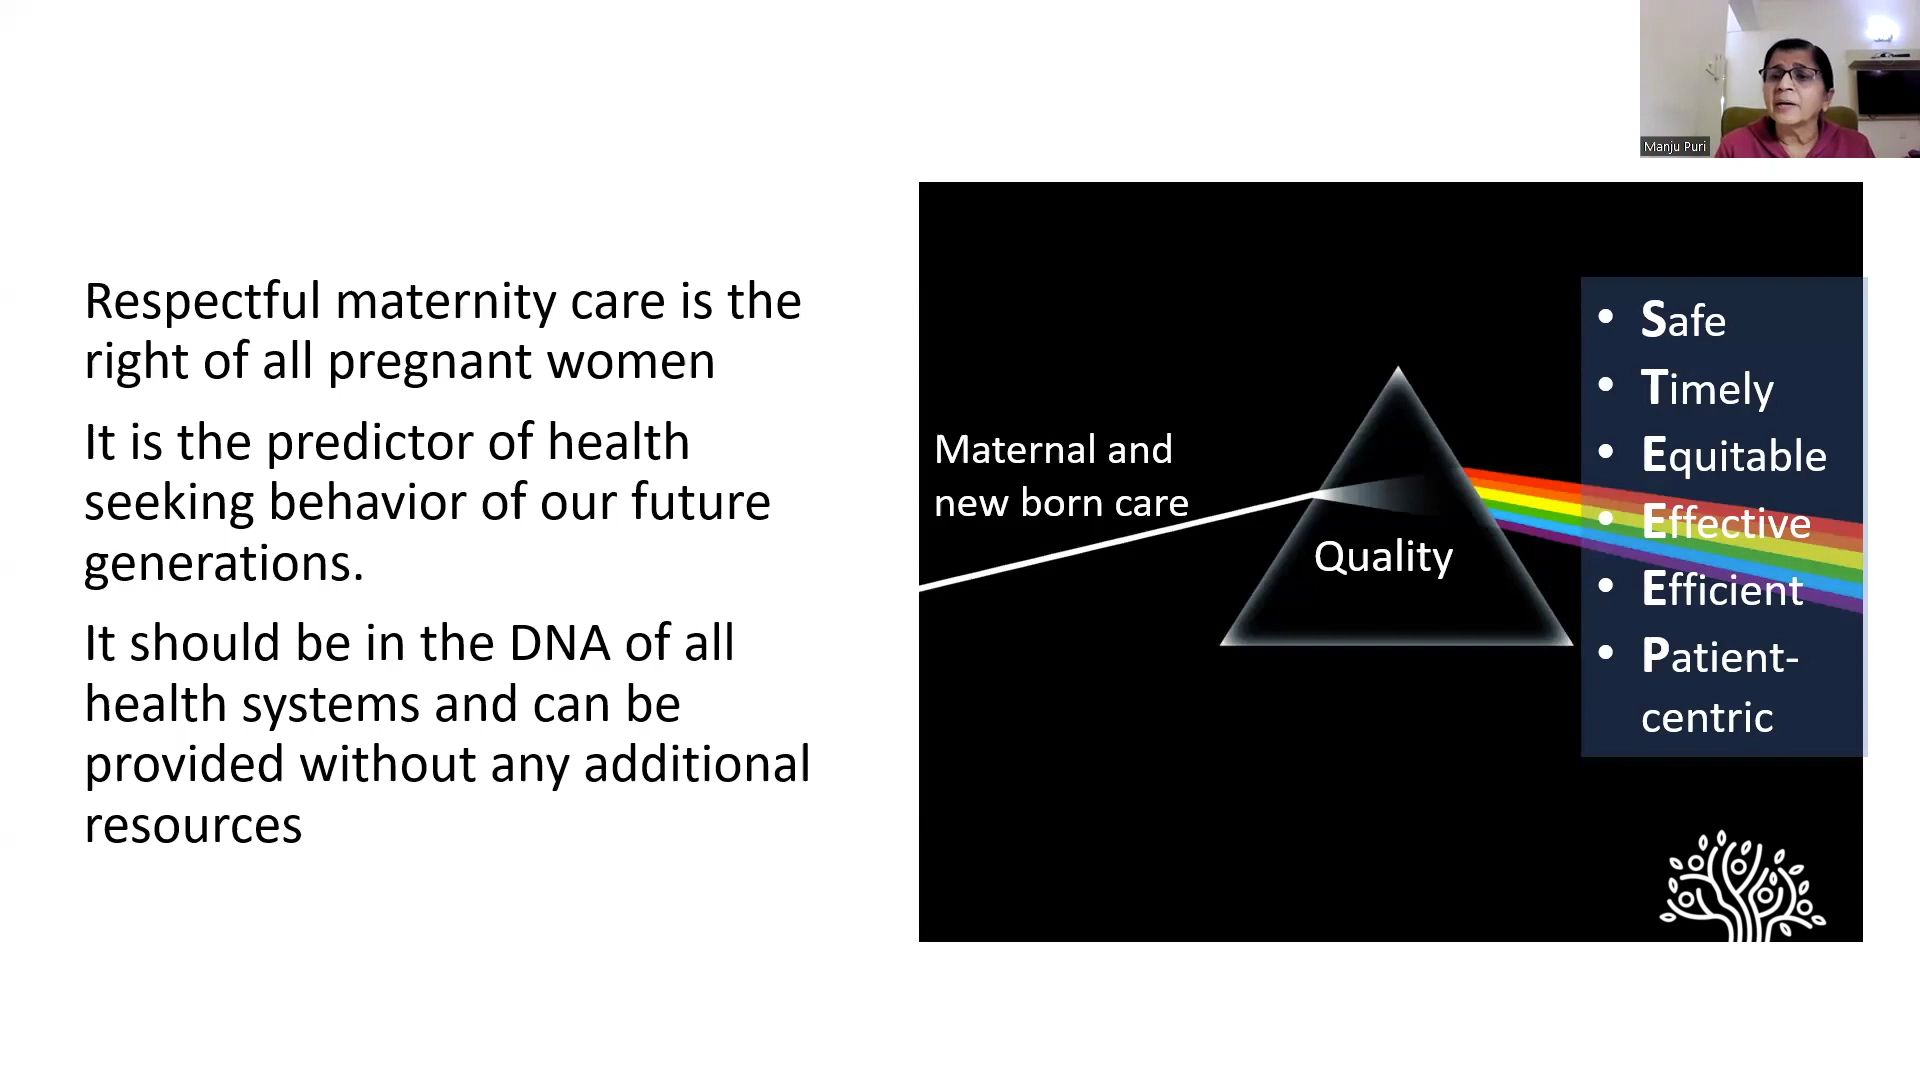 Manju Puri
Respectful maternity care is the
right of all pregnant women
It is the predictor of health
seeking behavior of our future
generations.
It should be in the DNA of all
health systems and can be
provided without any additional
resources
Maternal and
new born care
Quality
• Safe
• Timely
• Equitable
• Effective
• Efficient
• Patient-
centric